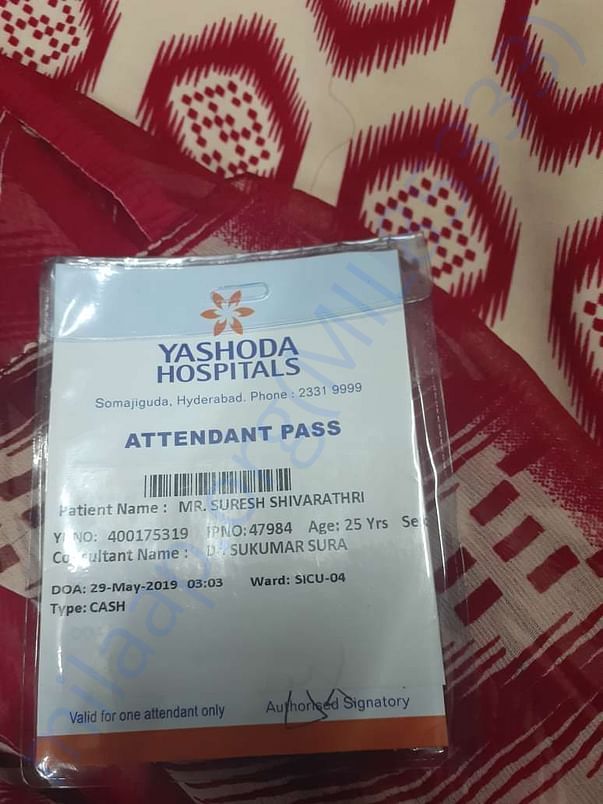 YASHODA
HOSPITALS
Somajiguda, Hyderabad. Phone : 2331 9999
ATTENDANT PASS
Patient Name : MR. SURESH SHIVARATHRI
NO: 400175319 IPNO:47984 Age: 25 Yrs
Name : SUKUMAR SURA
DOA: 29-May-2019 03:03 Ward: SICU-04
Type: CASH
Valid for one attendant only Authorised Signatory